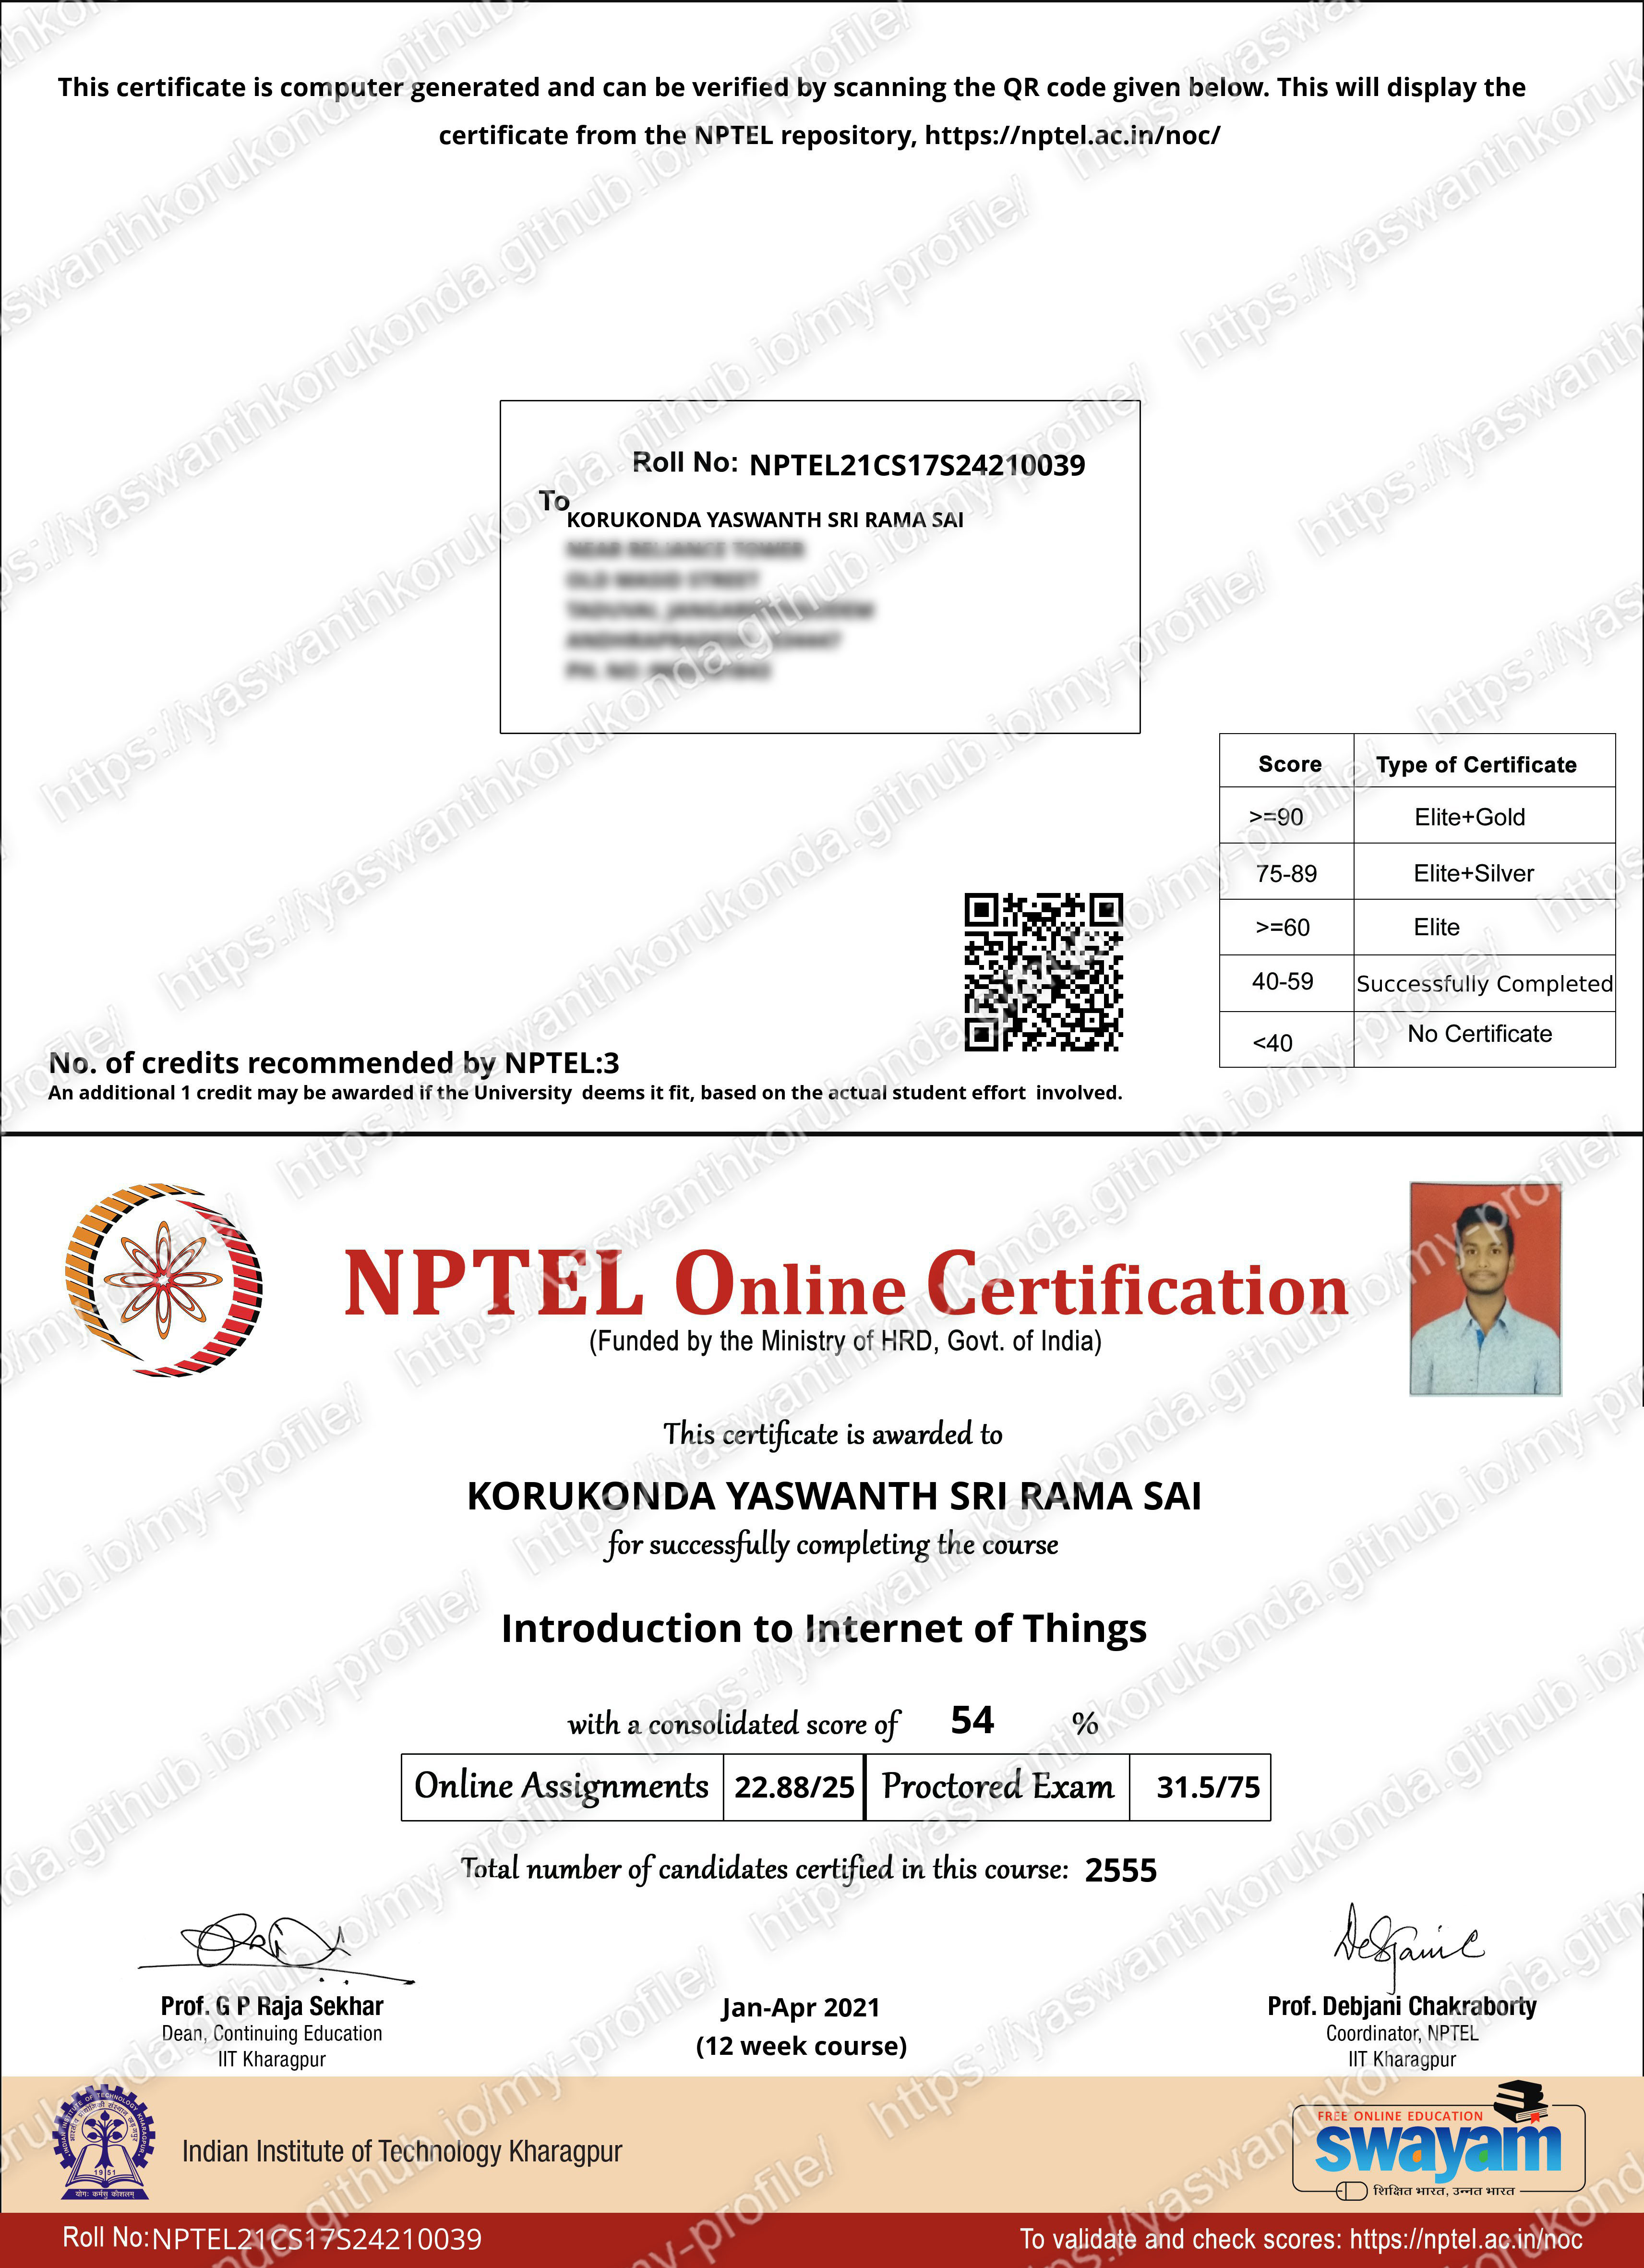 This certificate is computer generated and can be verified by scanning the QR code given below. This will display the
certificate from the NPTEL repository, https://nptel.ac.in/noc/
Roll No: NPTEL21CS17S24210039
To
KORUKONDA YASWANTH SRI RAMA SAI
Score Type of Certificate
>=90 Elite+Gold
75-89 Elite+Silver
>=60 Elite
40-59 Successfully Completed
<40 No Certificate
No. of credits recommended by NPTEL:3
An additional 1 credit may be awarded if the University deems it fit, based on the actual student effort involved.
NPTEL Online Certification
(Funded by the Ministry of HRD, Govt. of India)
This certificate is awarded to
KORUKONDA YASWANTH SRI RAMA SAI
for successfully completing the course
Introduction to Internet of Things
with a consolidated score of 54 %
Online Assignments 22.88/25 Proctored Exam 31.5/75
Total number of candidates certified in this course: 2555
Prof. G P Raja Sekhar
Dean, Continuing Education
IIT Kharagpur
Jan-Apr 2021
(12 week course)
Debjani C
Prof. Debjani Chakraborty
Coordinator, NPTEL
IIT Kharagpur
INDIAN INSTITUTE OF TECHNOLOGY KHARAGPUR
1951
योगः कर्मसु कौशलम्
Indian Institute of Technology Kharagpur
FREE ONLINE EDUCATION
swayam
शिक्षित भारत, उन्नत भारत
Roll No: NPTEL21CS17S24210039
To validate and check scores: https://nptel.ac.in/noc
https://yaswanthkorukonda.github.io/my-profile/